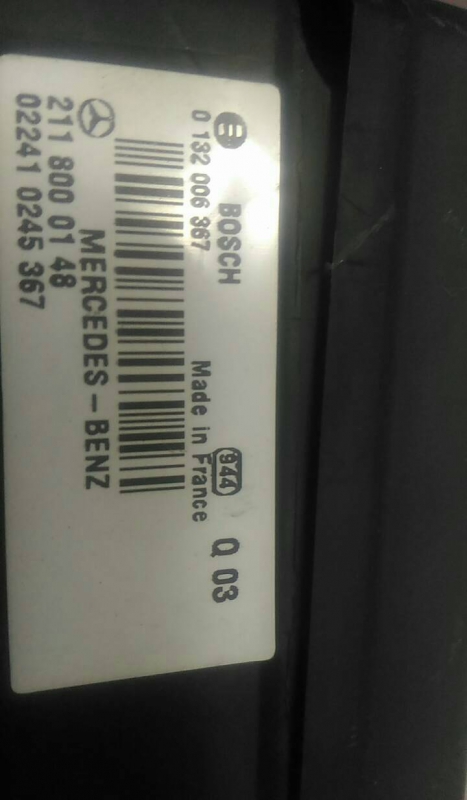 BOSCH
944
Q 03
0 132 006 367
Made in France
MERCEDES-BENZ
211 800 01 48
02241 0245 367